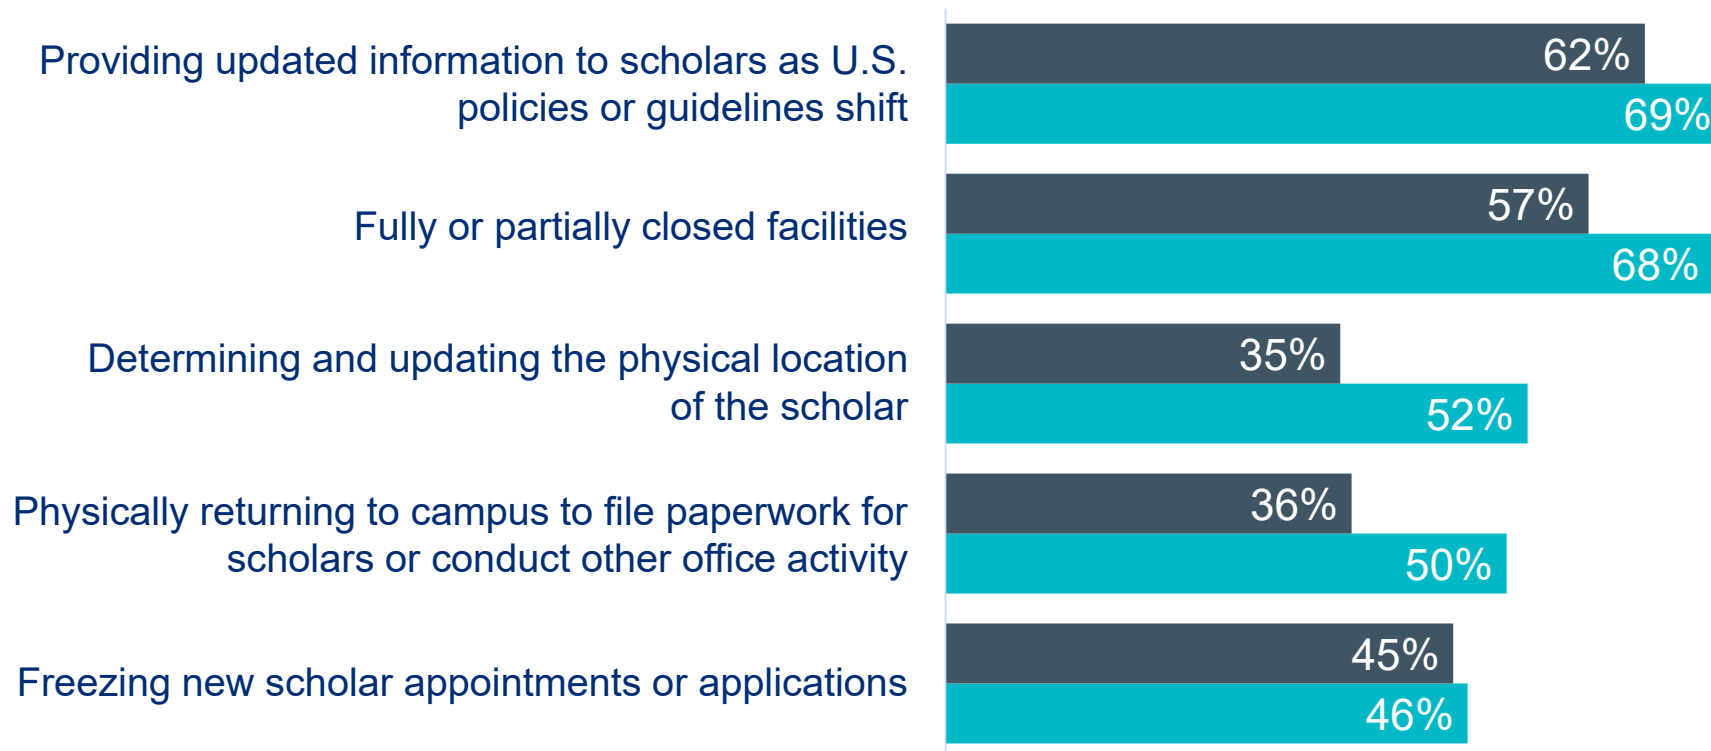 Providing updated information to scholars as U.S.
policies or guidelines shift
62%
69%
Fully or partially closed facilities
57%
68%
Determining and updating the physical location
of the scholar
35%
52%
Physically returning to campus to file paperwork for
scholars or conduct other office activity
36%
50%
Freezing new scholar appointments or applications
45%
46%